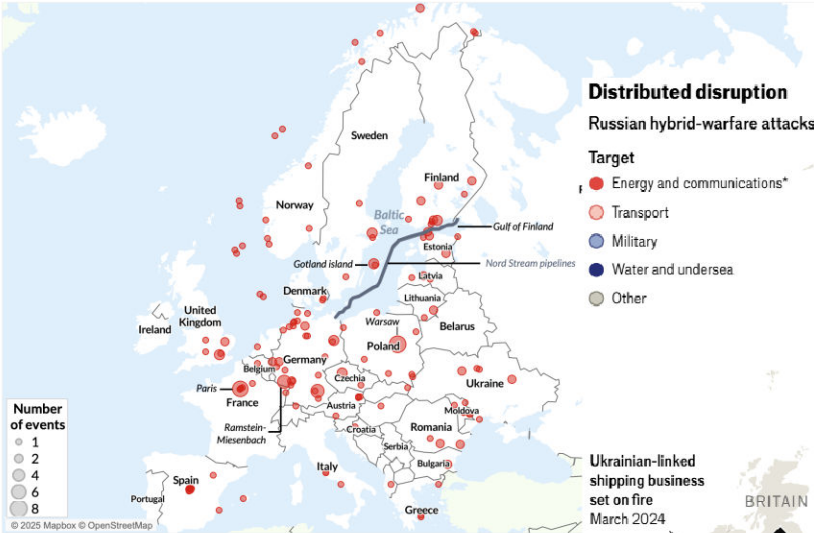 Distributed disruption
Russian hybrid-warfare attacks
Target
Energy and communications*
Transport
Military
Water and undersea
Other
Sweden
Finland
Norway
Baltic
Sea
Gulf of Finland
Estonia
Gotland island
Nord Stream pipelines
Latvia
Denmark
Lithuania
United
Kingdom
Ireland
Warsaw
Belarus
Poland
Germany
Belgium
Czechia
Ukraine
Paris
France
Austria
Moldova
Ramstein-
Miesenbach
Croatia
Romania
Serbia
Italy
Bulgaria
Spain
Portugal
Greece
Number
of events
1
2
4
6
8
© 2025 Mapbox © OpenStreetMap
Ukrainian-linked
shipping business
set on fire
March 2024
BRITAIN